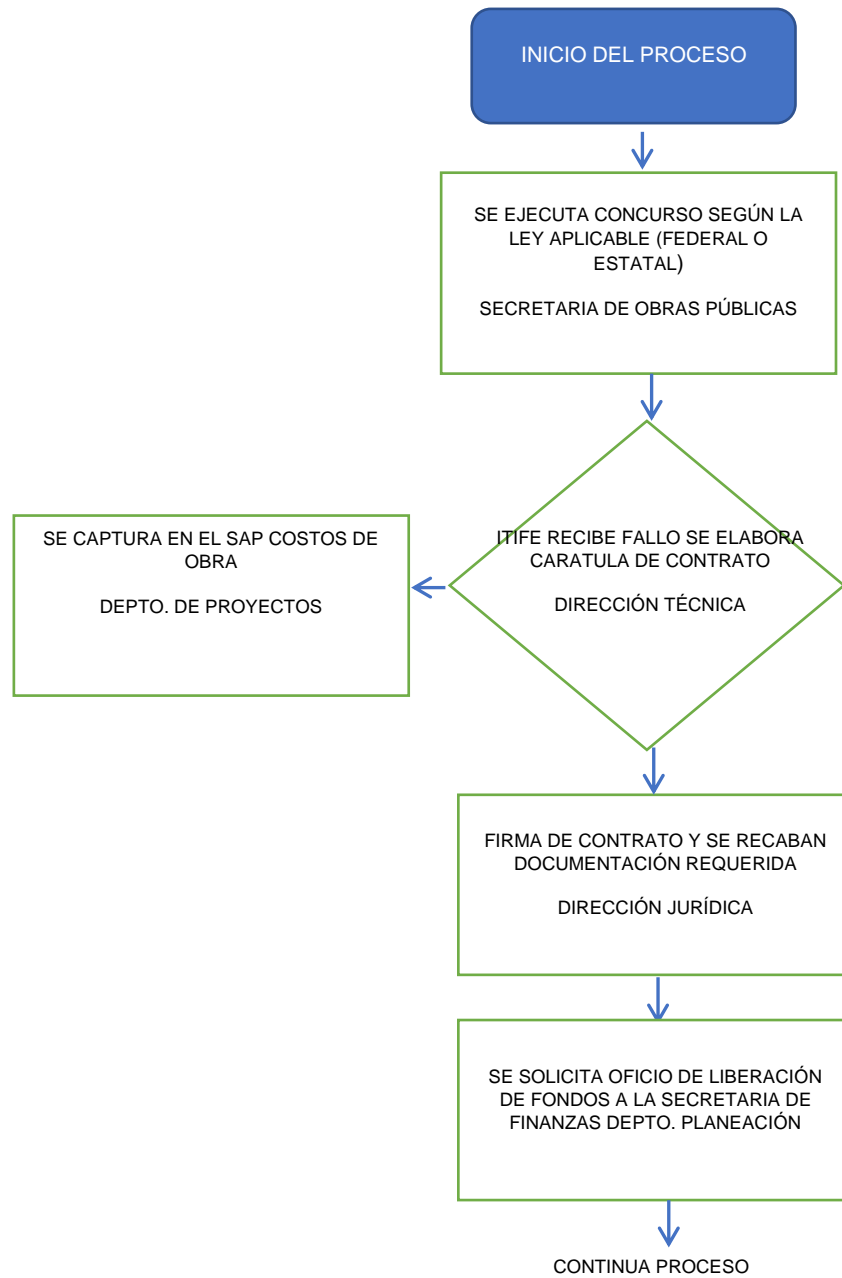 INICIO DEL PROCESO
SE EJECUTA CONCURSO SEGÚN LA
LEY APLICABLE (FEDERAL O
ESTATAL)
SECRETARIA DE OBRAS PÚBLICAS
ITIFE RECIBE FALLO SE ELABORA
CARATULA DE CONTRATO
DIRECCIÓN TÉCNICA
SE CAPTURA EN EL SAP COSTOS DE
OBRA
DEPTO. DE PROYECTOS
FIRMA DE CONTRATO Y SE RECABAN
DOCUMENTACIÓN REQUERIDA
DIRECCIÓN JURÍDICA
SE SOLICITA OFICIO DE LIBERACIÓN
DE FONDOS A LA SECRETARIA DE
FINANZAS DEPTO. PLANEACIÓN
CONTINUA PROCESO